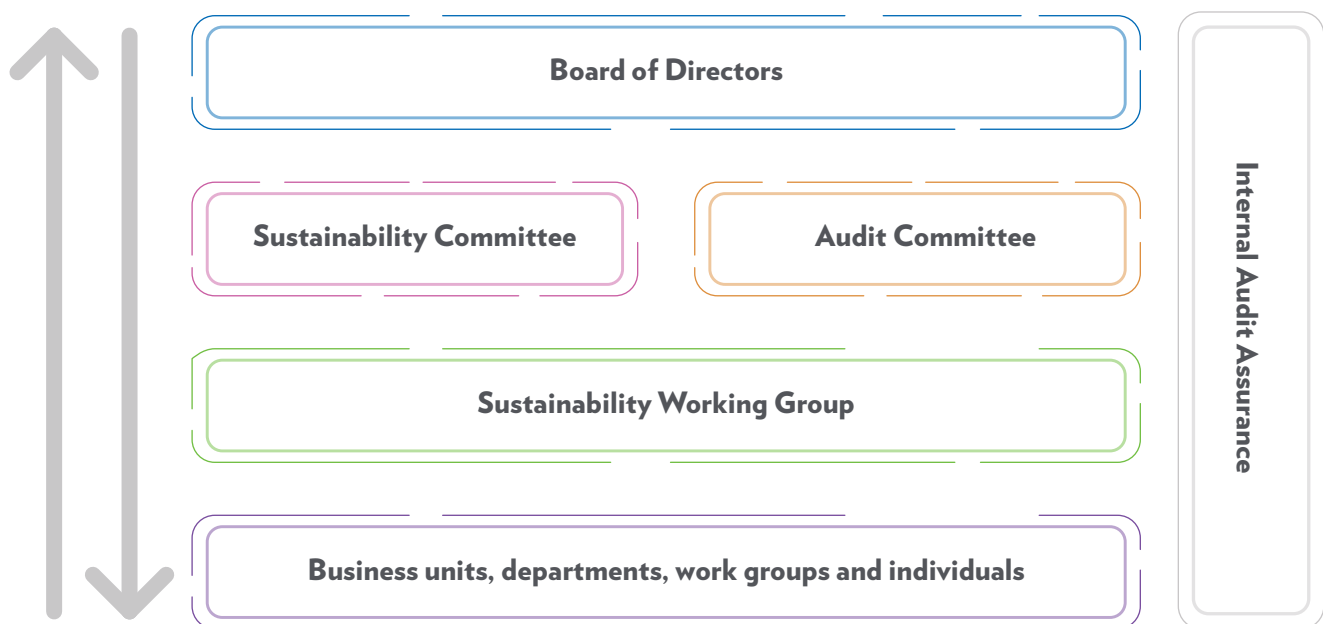 Board of Directors
Sustainability Committee
Audit Committee
Sustainability Working Group
Business units, departments, work groups and individuals
Internal Audit Assurance